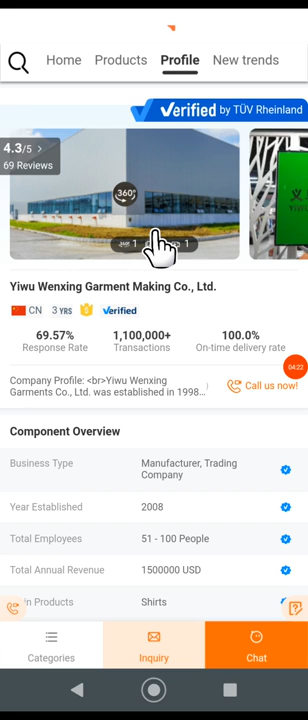 Home Products Profile New trends
Verified by TÜV Rheinland
4.3/5 >
69 Reviews
360°
360° 1
1
Yiwu Wenxing Garment Making Co., Ltd.
CN 3 YRS Verified
69.57% 1,100,000+ 100.0%
Response Rate Transactions On-time delivery rate
04:22
Company Profile: <br>Yiwu Wenxing
Garments Co., Ltd. was established in 1998...
Call us now!
Component Overview
Business Type Manufacturer, Trading
Company
Year Established 2008
Total Employees 51 - 100 People
Total Annual Revenue 1500000 USD
n Products Shirts
Categories Inquiry Chat